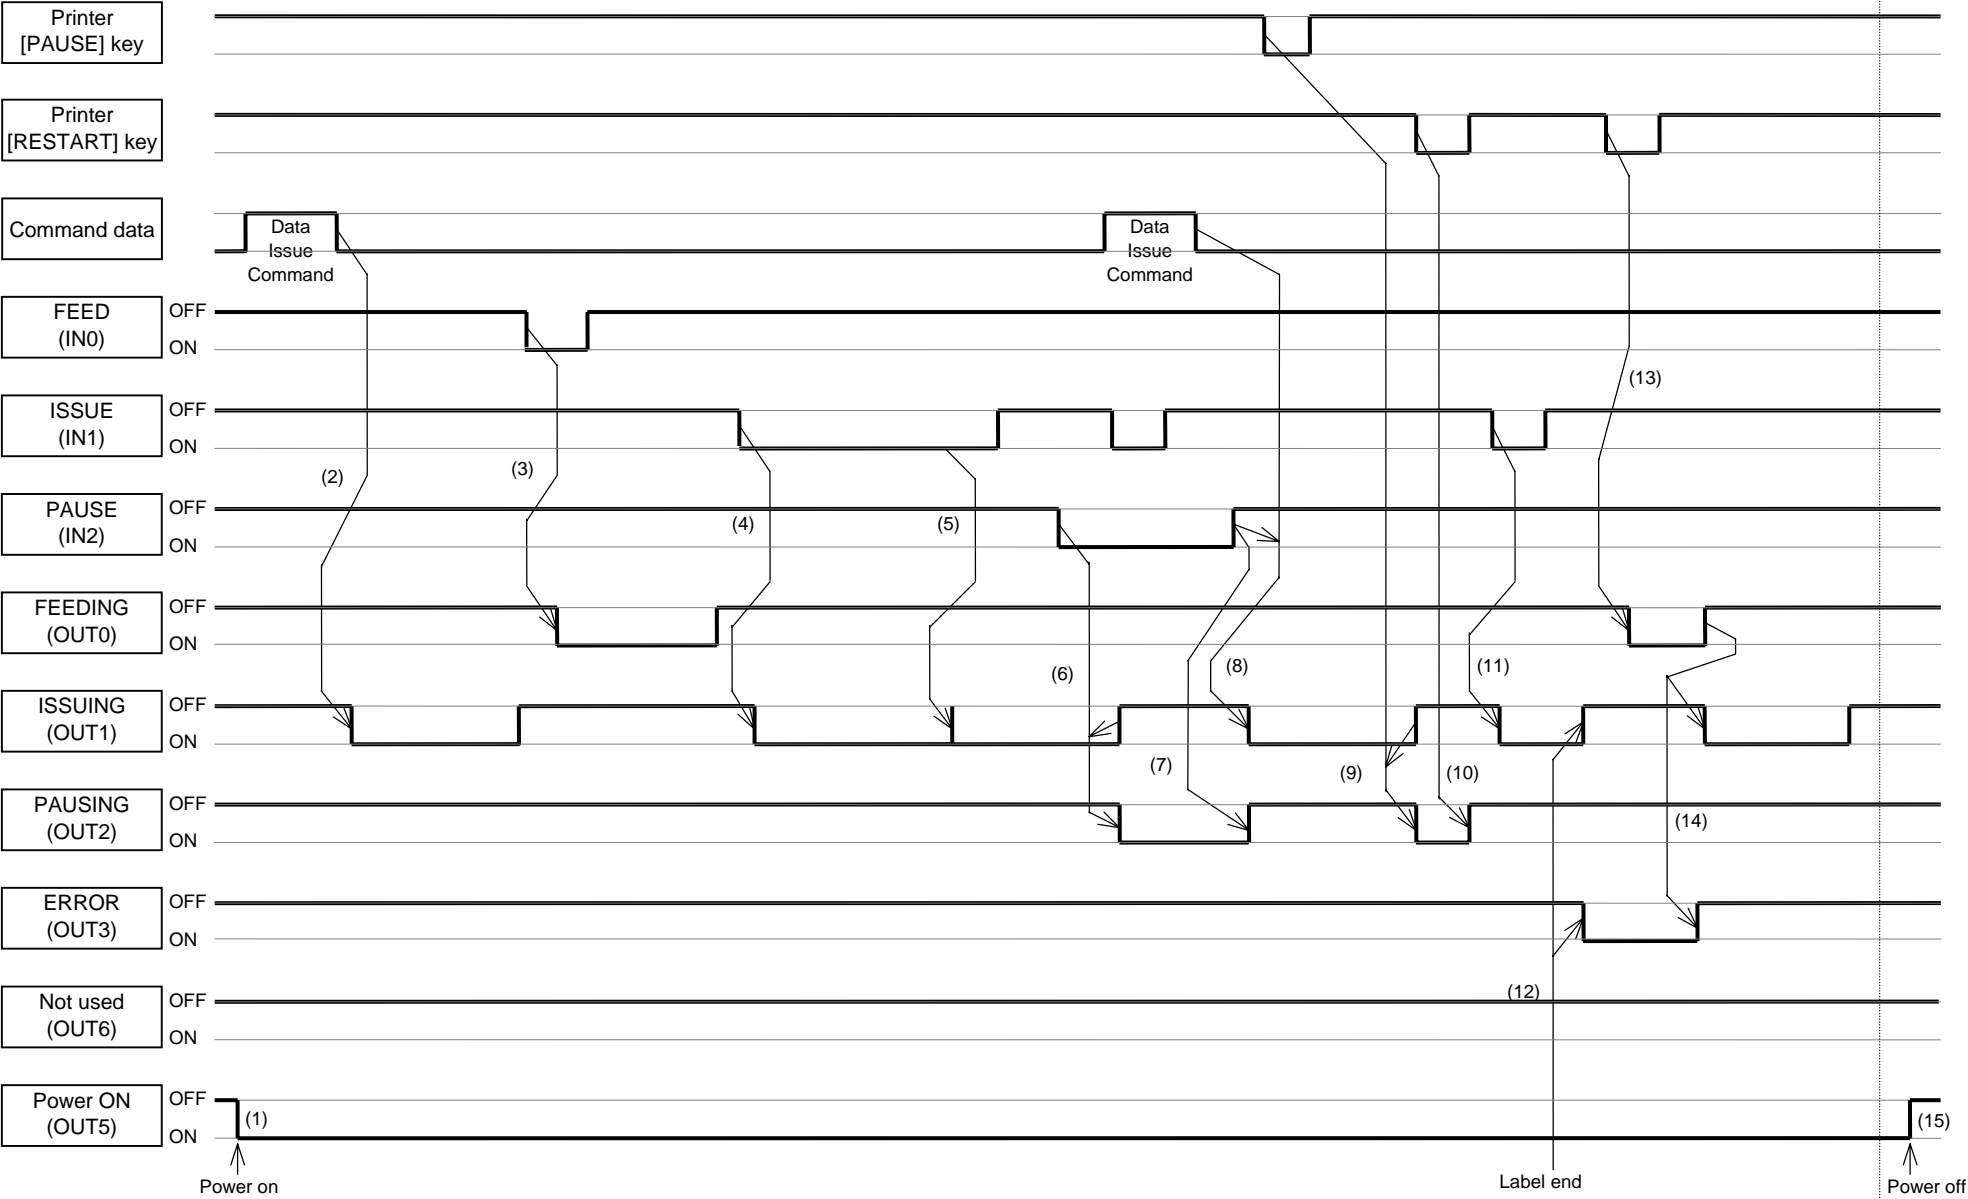 Printer
[PAUSE] key
Printer
[RESTART] key
Command data
Data
Issue
Command
Data
Issue
Command
FEED
(IN0)
OFF
ON
(13)
ISSUE
(IN1)
OFF
ON
(2)
(3)
PAUSE
(IN2)
OFF
ON
(4)
(5)
FEEDING
(OUT0)
OFF
ON
(6)
(8)
(11)
ISSUING
(OUT1)
OFF
ON
(7)
(9)
(10)
PAUSING
(OUT2)
OFF
ON
(14)
ERROR
(OUT3)
OFF
ON
(12)
Not used
(OUT6)
OFF
ON
Power ON
(OUT5)
OFF
ON
(1)
(15)
Power on
Label end
Power off